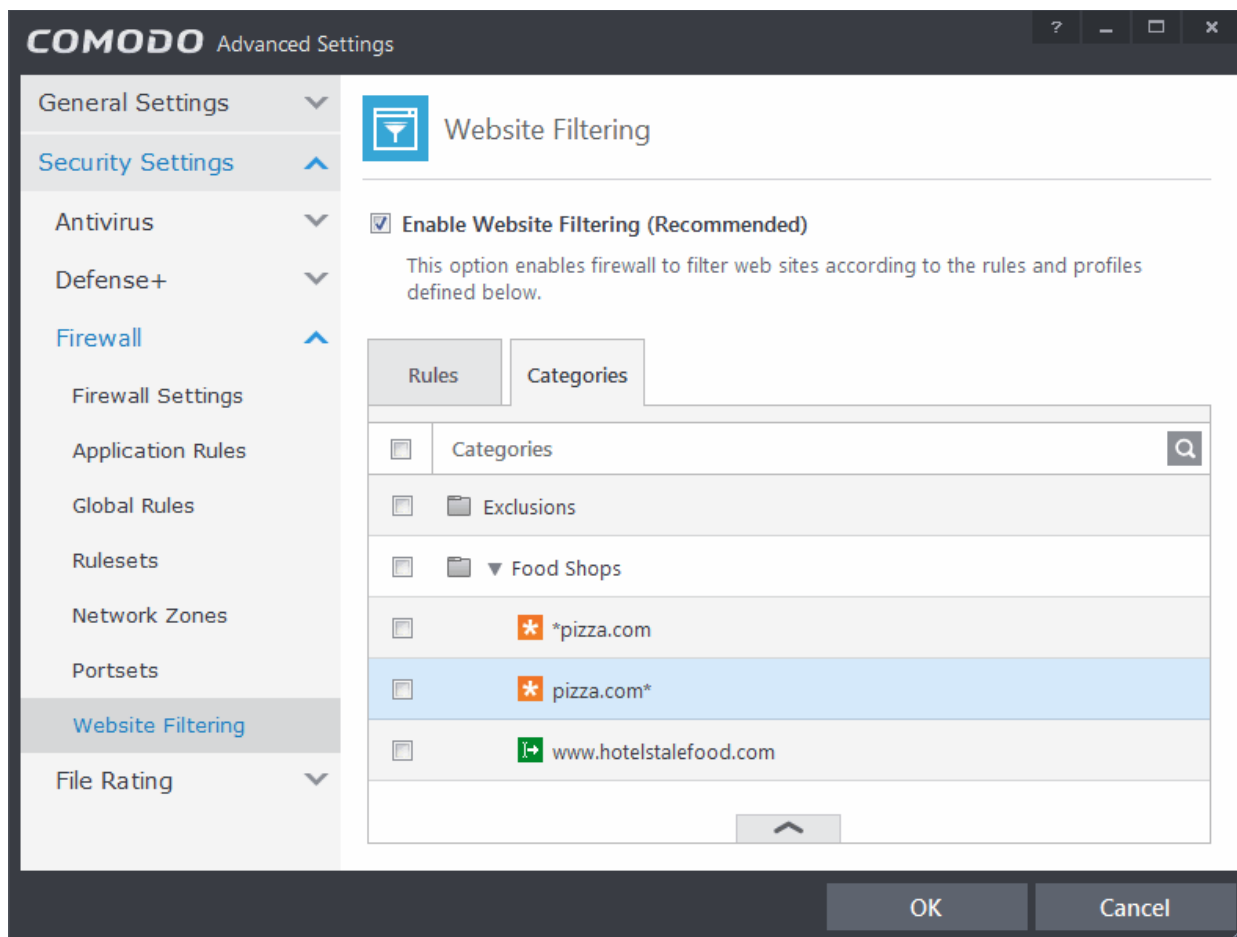 COMODO Advanced Settings
?
General Settings
Security Settings
Antivirus
Defense+
Firewall
Firewall Settings
Application Rules
Global Rules
Rulesets
Network Zones
Portsets
Website Filtering
File Rating
Website Filtering
Enable Website Filtering (Recommended)
This option enables firewall to filter web sites according to the rules and profiles
defined below.
Rules
Categories
Categories
Exclusions
Food Shops
*pizza.com
pizza.com*
www.hotelstalefood.com
OK
Cancel